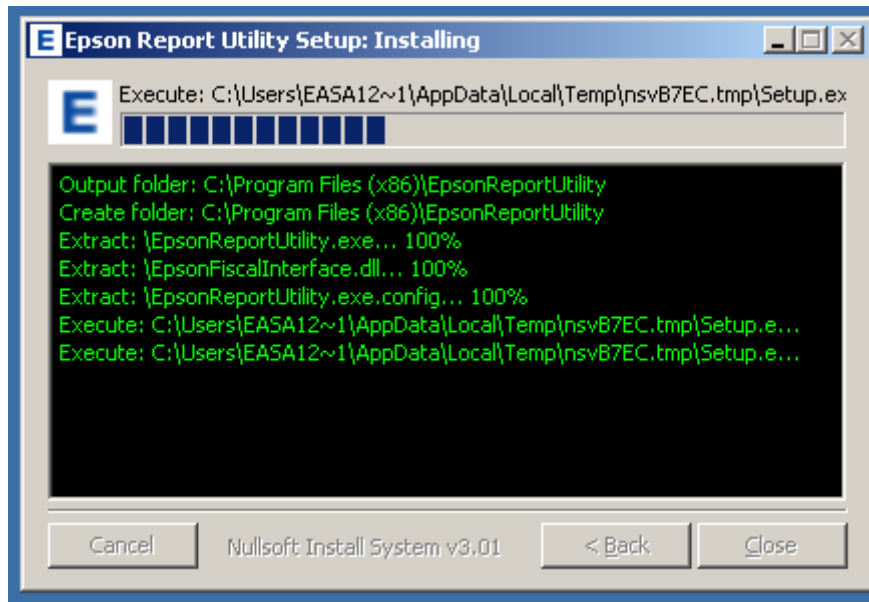 E Epson Report Utility Setup: Installing
E
Execute: C:\Users\EASA12~1\AppData\Local\Temp\nsvB7EC.tmp\Setup.ex
Output folder: C:\Program Files (x86)\EpsonReportUtility
Create folder: C:\Program Files (x86)\EpsonReportUtility
Extract: \EpsonReportUtility.exe... 100%
Extract: \EpsonFiscalInterface.dll... 100%
Extract: \EpsonReportUtility.exe.config... 100%
Execute: C:\Users\EASA12~1\AppData\Local\Temp\nsvB7EC.tmp\Setup.e...
Execute: C:\Users\EASA12~1\AppData\Local\Temp\nsvB7EC.tmp\Setup.e...
Cancel Nullsoft Install System v3.01 < Back Close